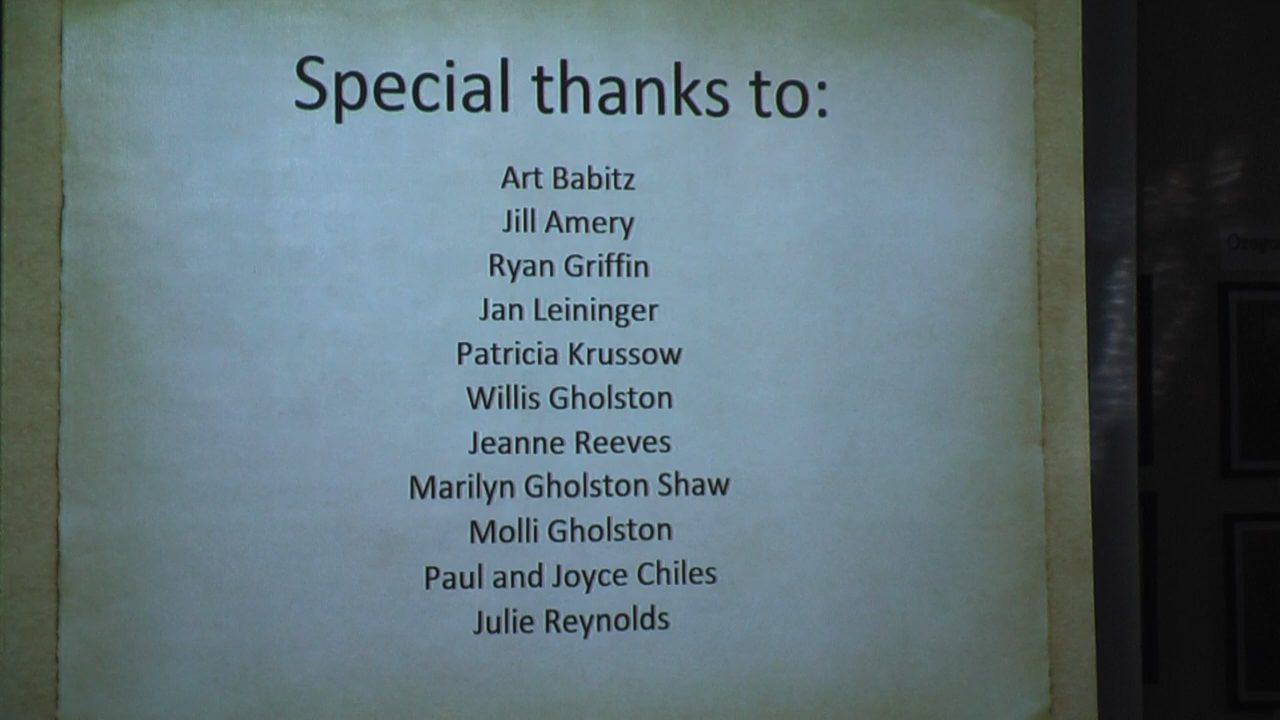 Special thanks to:
Art Babitz
Jill Amery
Ryan Griffin
Jan Leininger
Patricia Krussow
Willis Gholston
Jeanne Reeves
Marilyn Gholston Shaw
Molli Gholston
Paul and Joyce Chiles
Julie Reynolds